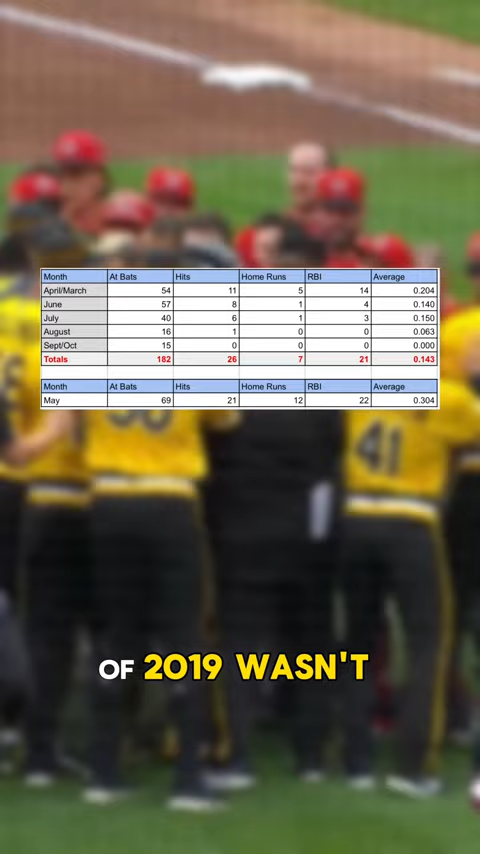 Month At Bats Hits Home Runs RBI Average
April/March 54 11 5 14 0.204
June 57 8 1 4 0.140
July 40 6 1 3 0.150
August 16 1 0 0 0.063
Sept/Oct 15 0 0 0 0.000
Totals 182 26 7 21 0.143
Month At Bats Hits Home Runs RBI Average
May 69 21 12 22 0.304
41
OF 2019 WASN'T